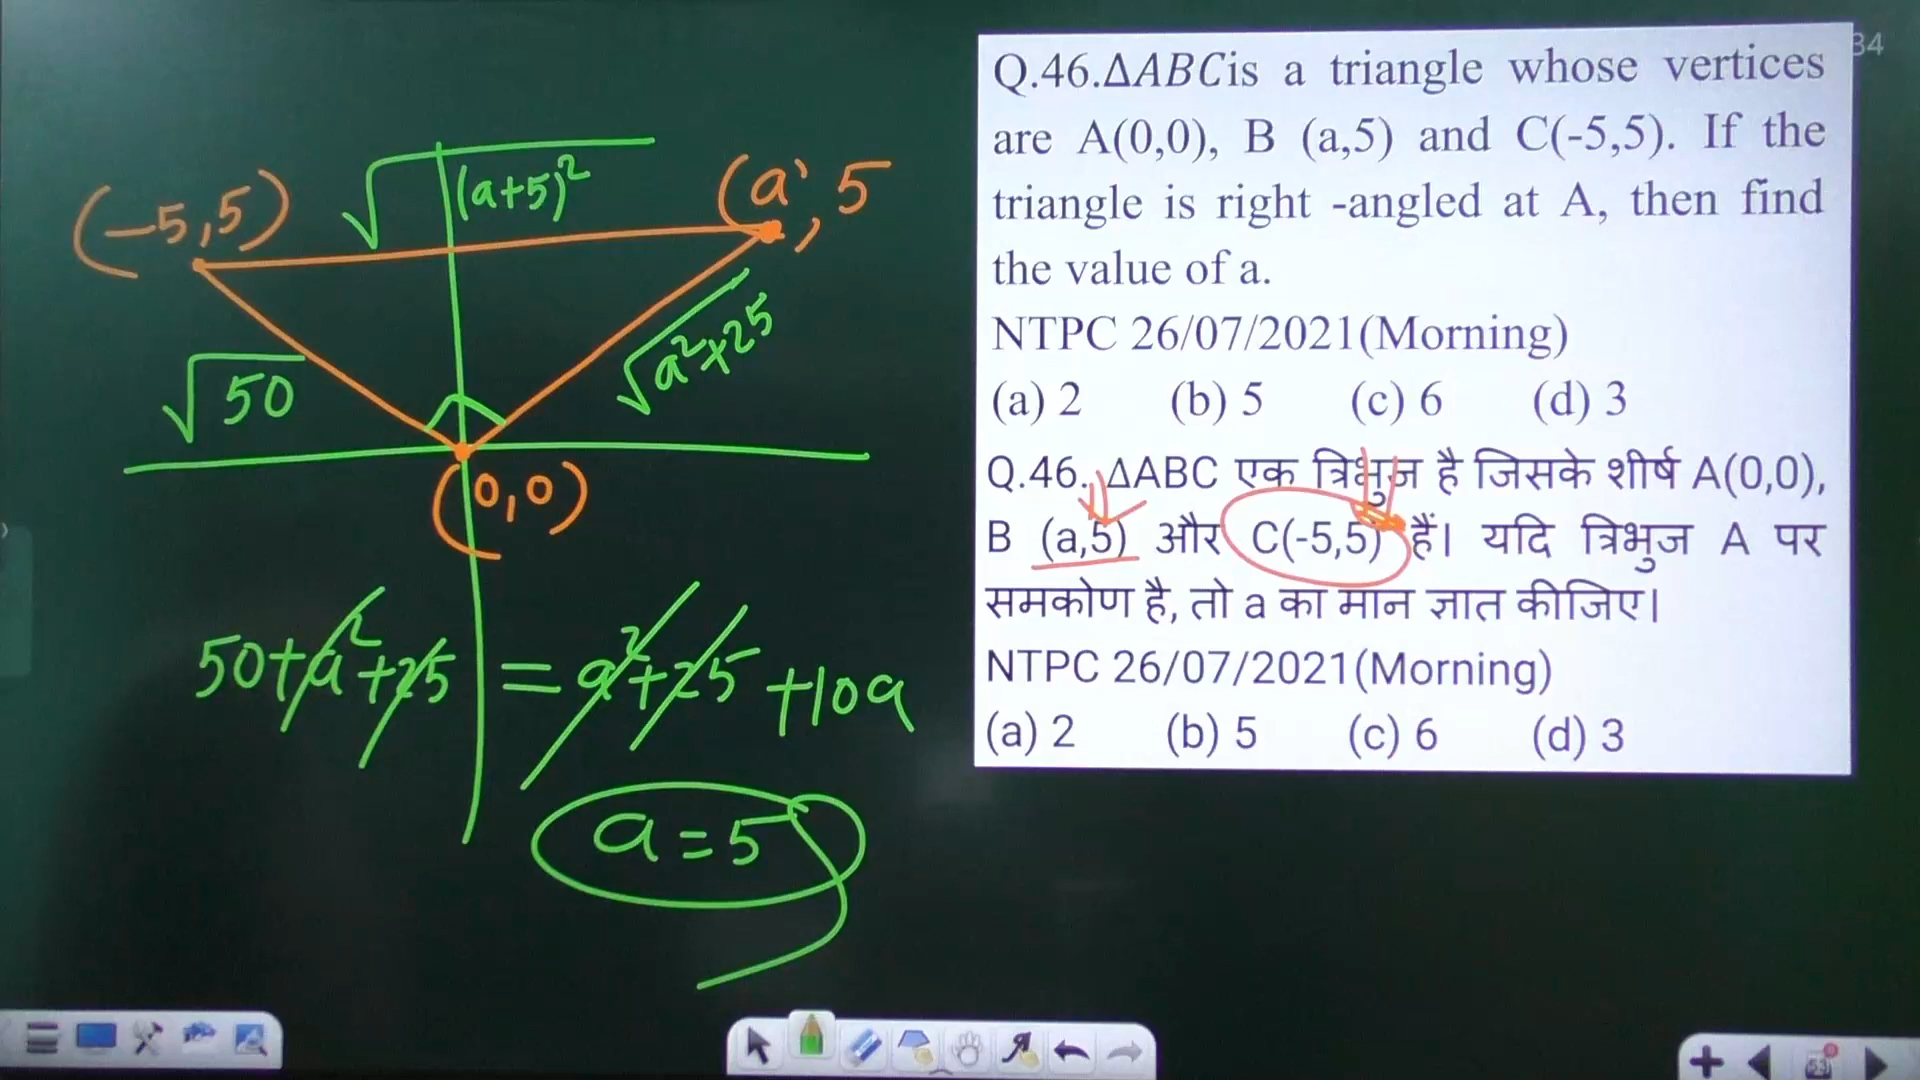 34
Q.46.ΔABCis a triangle whose vertices
are A(0,0), B (a,5) and C(-5,5). If the
triangle is right -angled at A, then find
the value of a.
NTPC 26/07/2021(Morning)
(a) 2 (b) 5 (c) 6 (d) 3
Q.46. ΔABC एक त्रिभुज है जिसके शीर्ष A(0,0),
B (a,5) और C(-5,5) हैं। यदि त्रिभुज A पर
समकोण है, तो a का मान ज्ञात कीजिए।
NTPC 26/07/2021(Morning)
(a) 2 (b) 5 (c) 6 (d) 3
√(a+5)²
(-5,5)
(a, 5
√50
√a²+25
(0,0)
50+a²+25 = a²+25 +10a
a=5